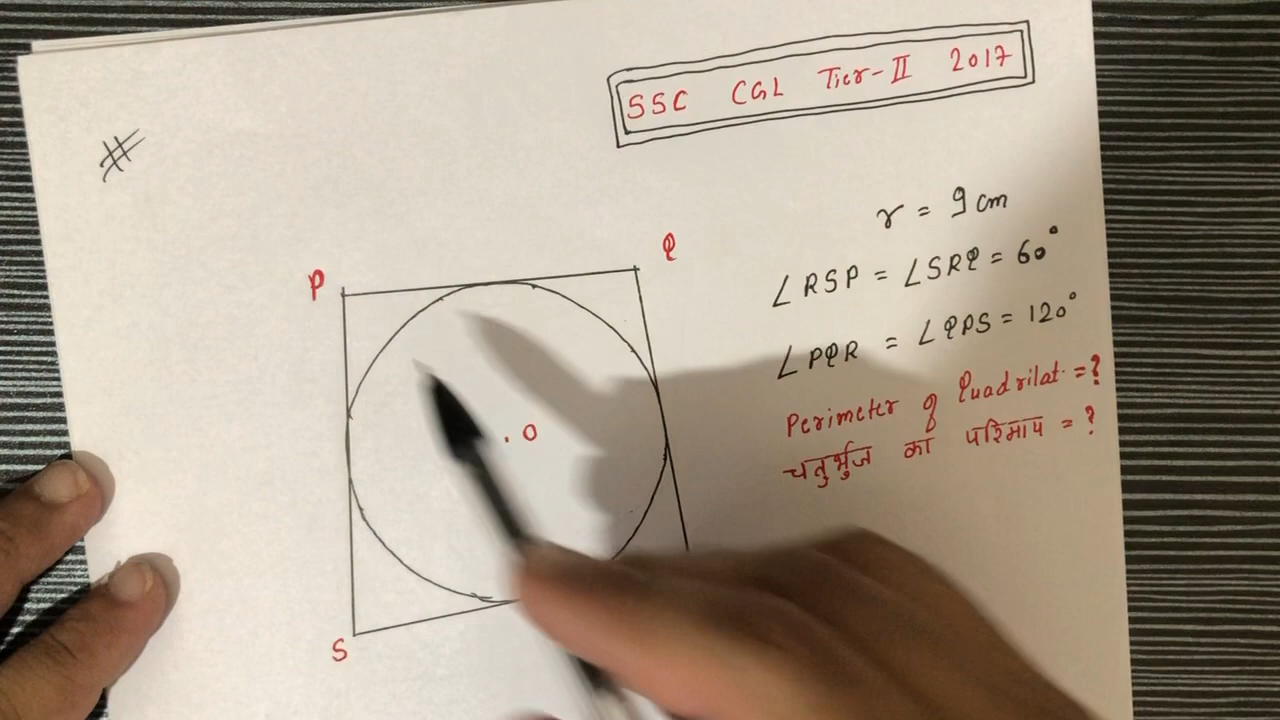 SSC CGL Tier-II 2017
#
r = 9 cm
∠RSP = ∠SRQ = 60°
∠PQR = ∠QPS = 120°
Perimeter of Quadrilat. = ?
चतुर्भुज का परिमाप = ?
P
Q
. O
S